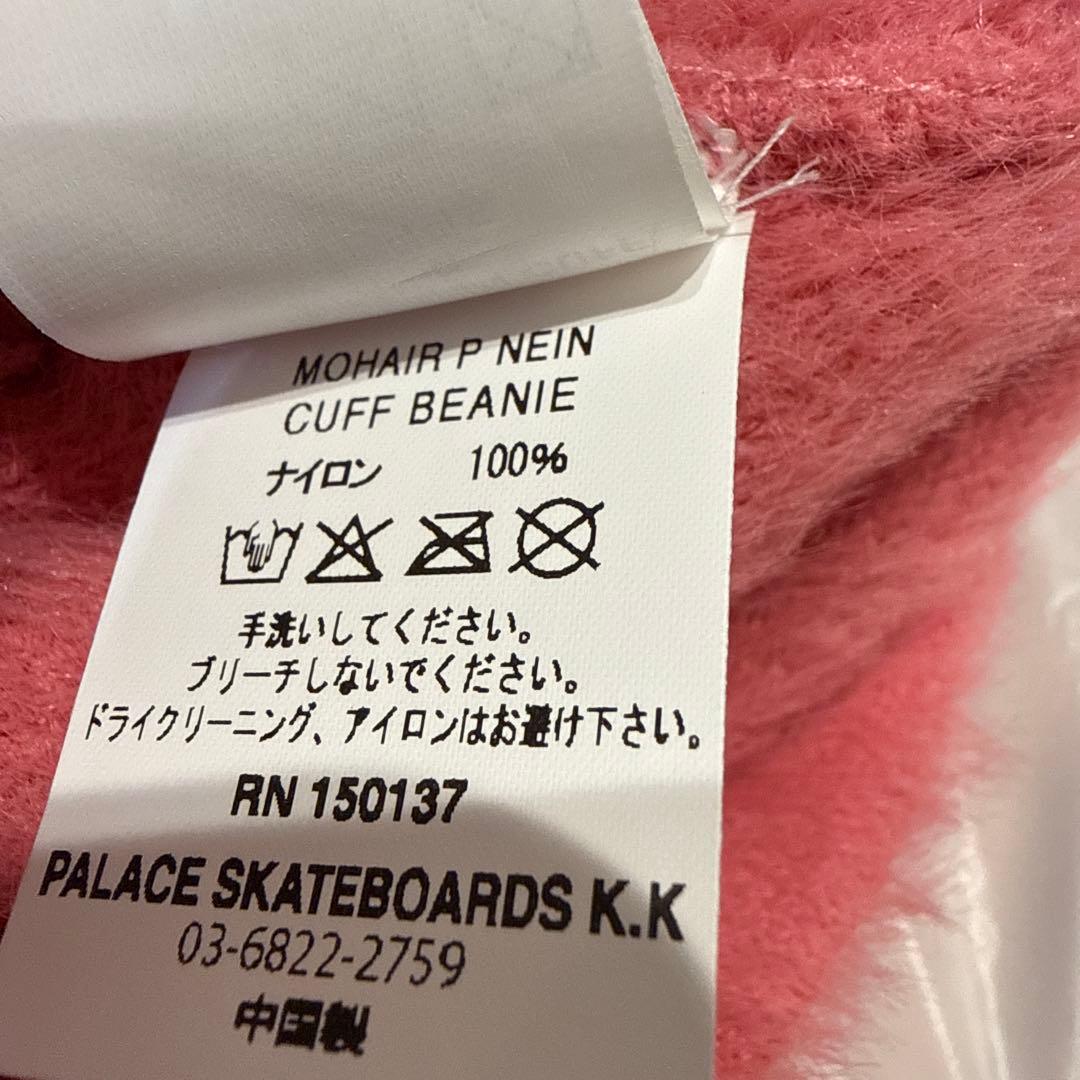 MOHAIR P NEIN
CUFF BEANIE
ナイロン 100%
手洗いしてください。
ブリーチしないでください。
ドライクリーニング、アイロンはお避け下さい。
RN 150137
PALACE SKATEBOARDS K.K
03-6822-2759
中国製